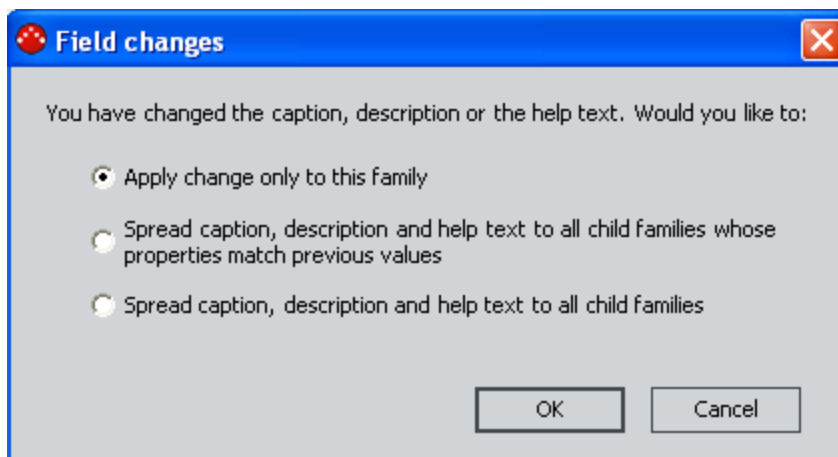 Field changes
You have changed the caption, description or the help text. Would you like to:
Apply change only to this family
Spread caption, description and help text to all child families whose
properties match previous values
Spread caption, description and help text to all child families
OK
Cancel